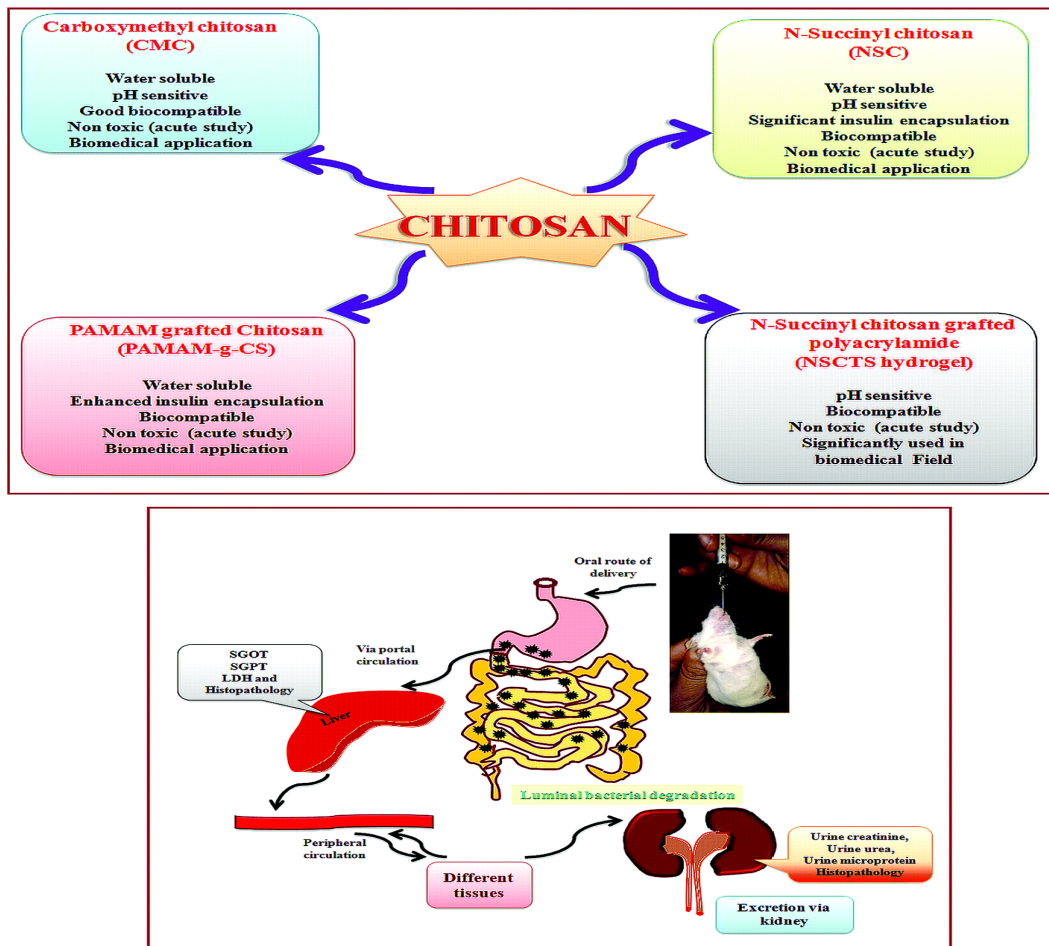 Carboxymethyl chitosan
(CMC)
Water soluble
pH sensitive
Good biocompatible
Non toxic (acute study)
Biomedical application
N-Succinyl chitosan
(NSC)
Water soluble
pH sensitive
Significant insulin encapsulation
Biocompatible
Non toxic (acute study)
Biomedical application
CHITOSAN
PAMAM grafted Chitosan
(PAMAM-g-CS)
Water soluble
Enhanced insulin encapsulation
Biocompatible
Non toxic (acute study)
Biomedical application
N-Succinyl chitosan grafted
polyacrylamide
(NSCTS hydrogel)
pH sensitive
Biocompatible
Non toxic (acute study)
Significantly used in
biomedical Field
Oral route of
delivery
Via portal
circulation
SGOT
SGPT
LDH and
Histopathology
Liver
Luminal bacterial degradation
Peripheral
circulation
Different
tissues
Urine creatinine,
Urine urea,
Urine microprotein
Histopathology
Excretion via
kidney